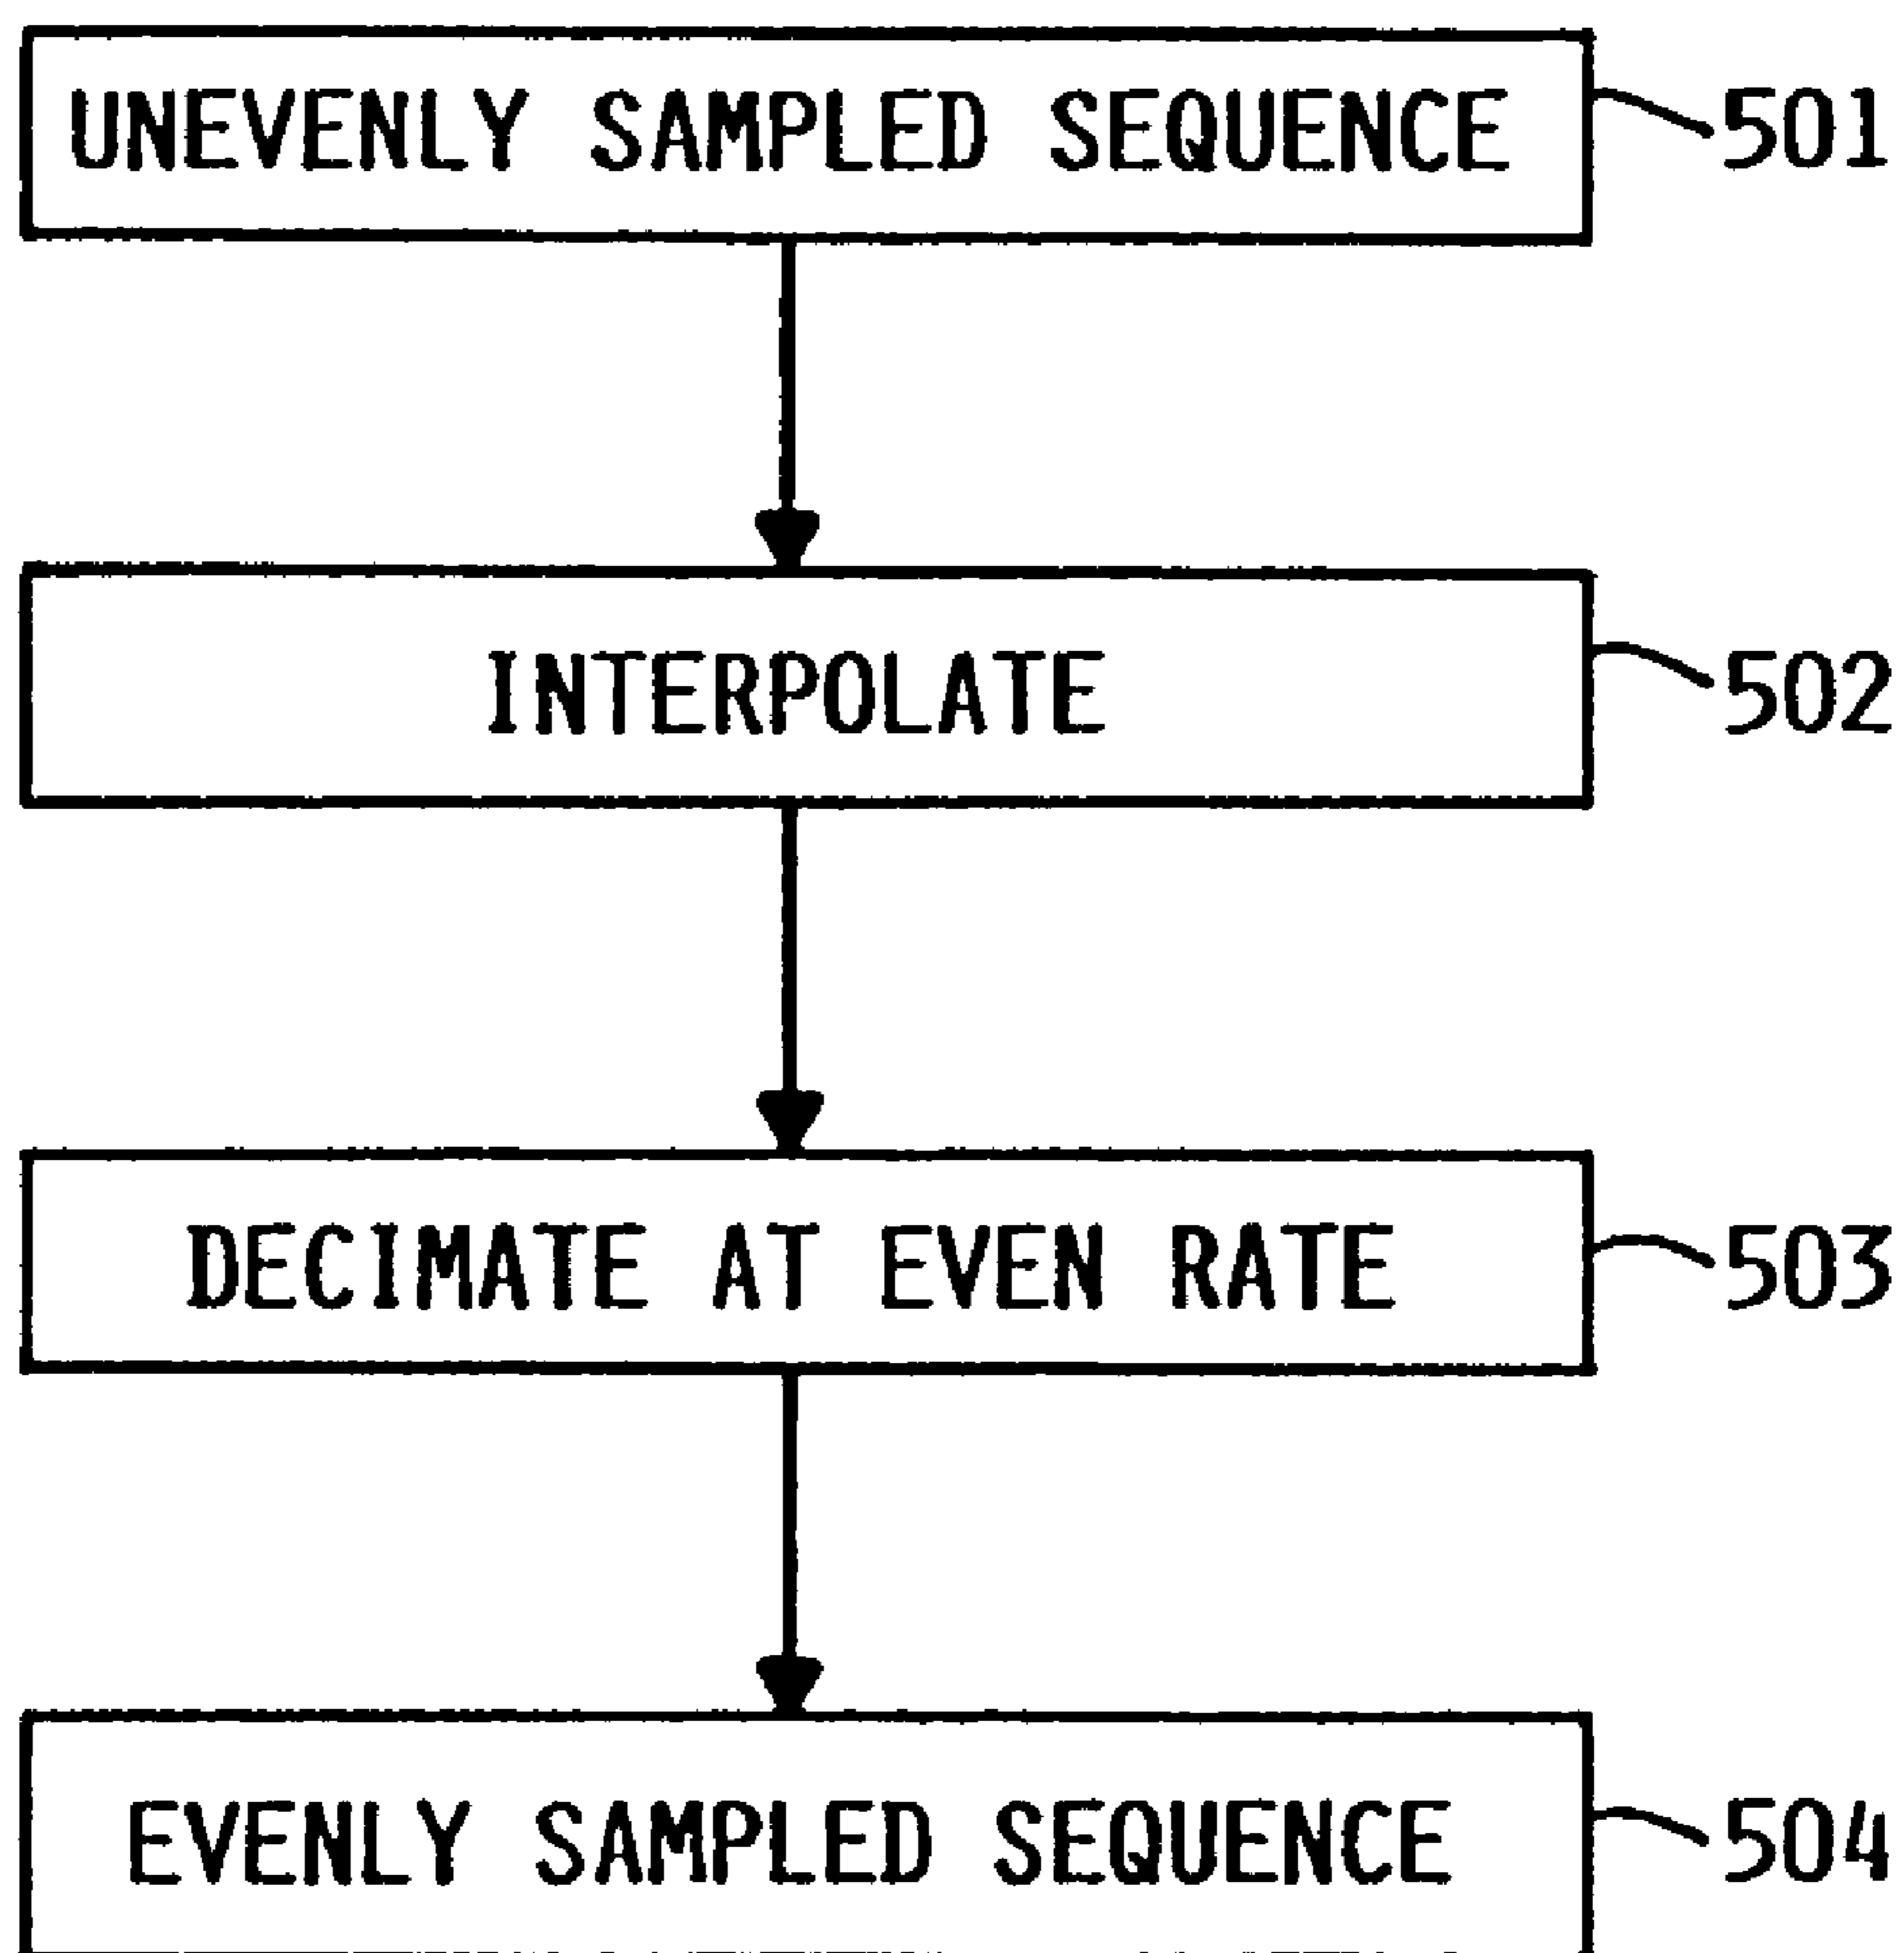 UNEVENLY SAMPLED SEQUENCE 501
INTERPOLATE 502
DECIMATE AT EVEN RATE 503
EVENLY SAMPLED SEQUENCE 504